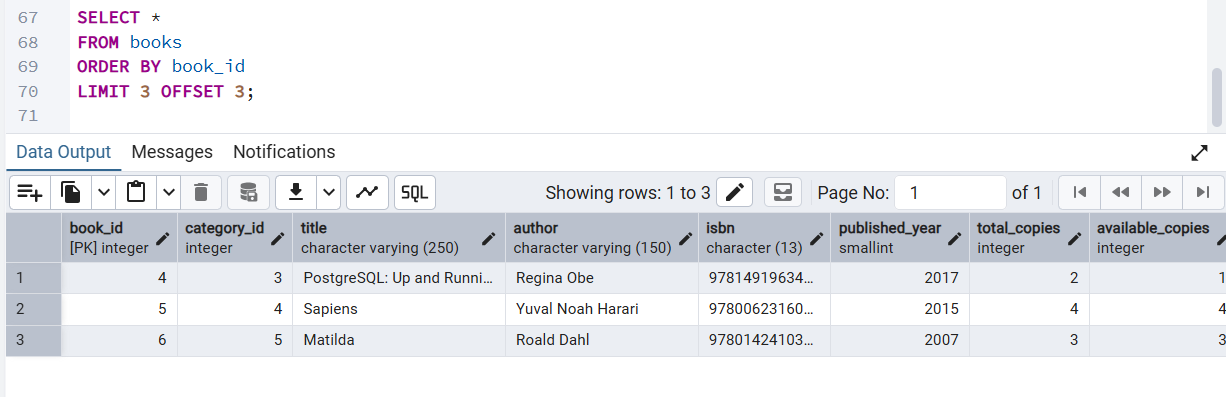 67 SELECT *
68 FROM books
69 ORDER BY book_id
70 LIMIT 3 OFFSET 3;
71
Data Output Messages Notifications
SQL Showing rows: 1 to 3 Page No: 1 of 1
book_id category_id title author isbn published_year total_copies available_copies
[PK] integer integer character varying (250) character varying (150) character (13) smallint integer integer
1 4 3 PostgreSQL: Up and Runni... Regina Obe 97814919634... 2017 2 1
2 5 4 Sapiens Yuval Noah Harari 97800623160... 2015 4 4
3 6 5 Matilda Roald Dahl 97801424103... 2007 3 3